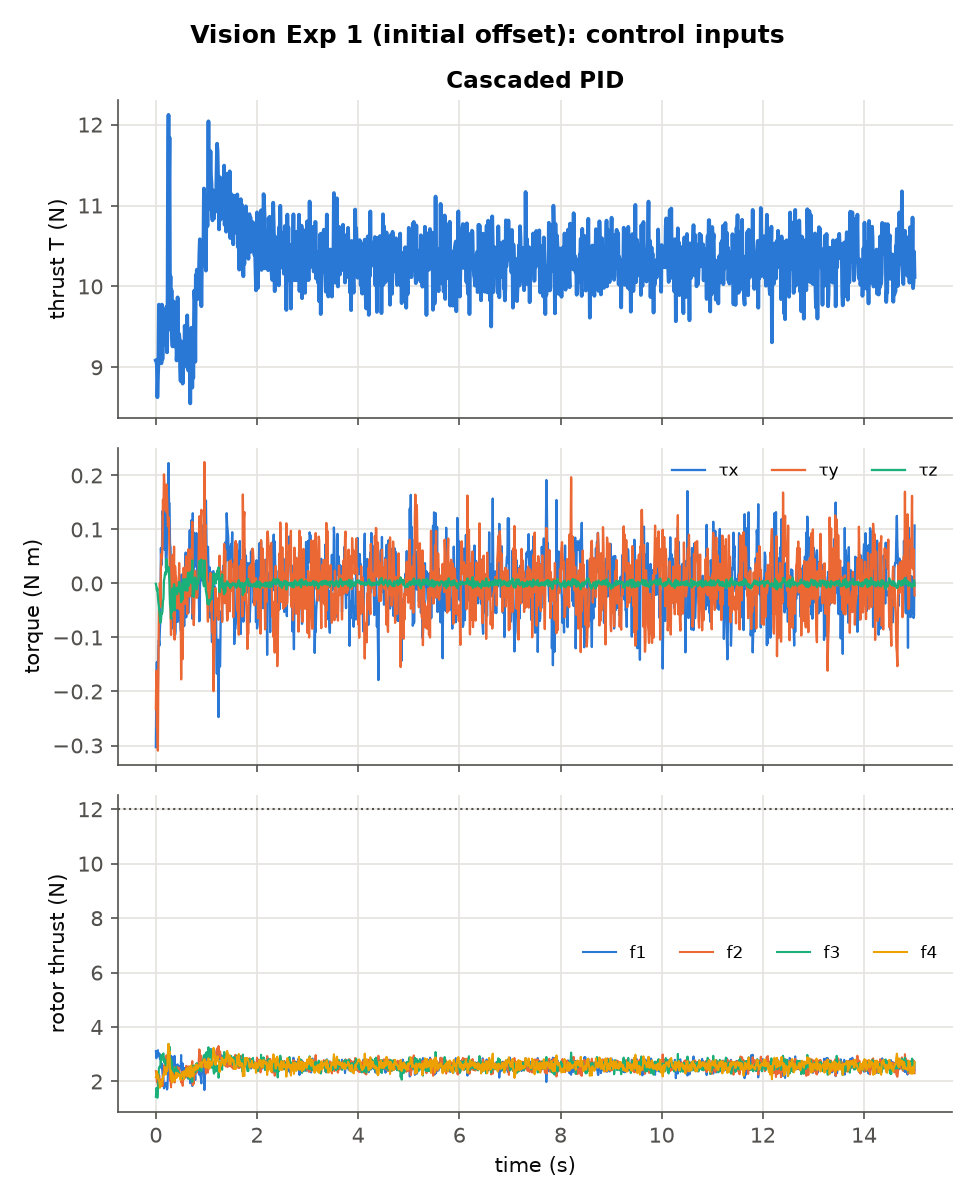 Vision Exp 1 (initial offset): control inputs
Cascaded PID
thrust T (N)
12
11
10
9
torque (N m)
τx τy τz
0.2
0.1
0.0
−0.1
−0.2
−0.3
rotor thrust (N)
12
10
8
6
4
2
f1 f2 f3 f4
0 2 4 6 8 10 12 14
time (s)